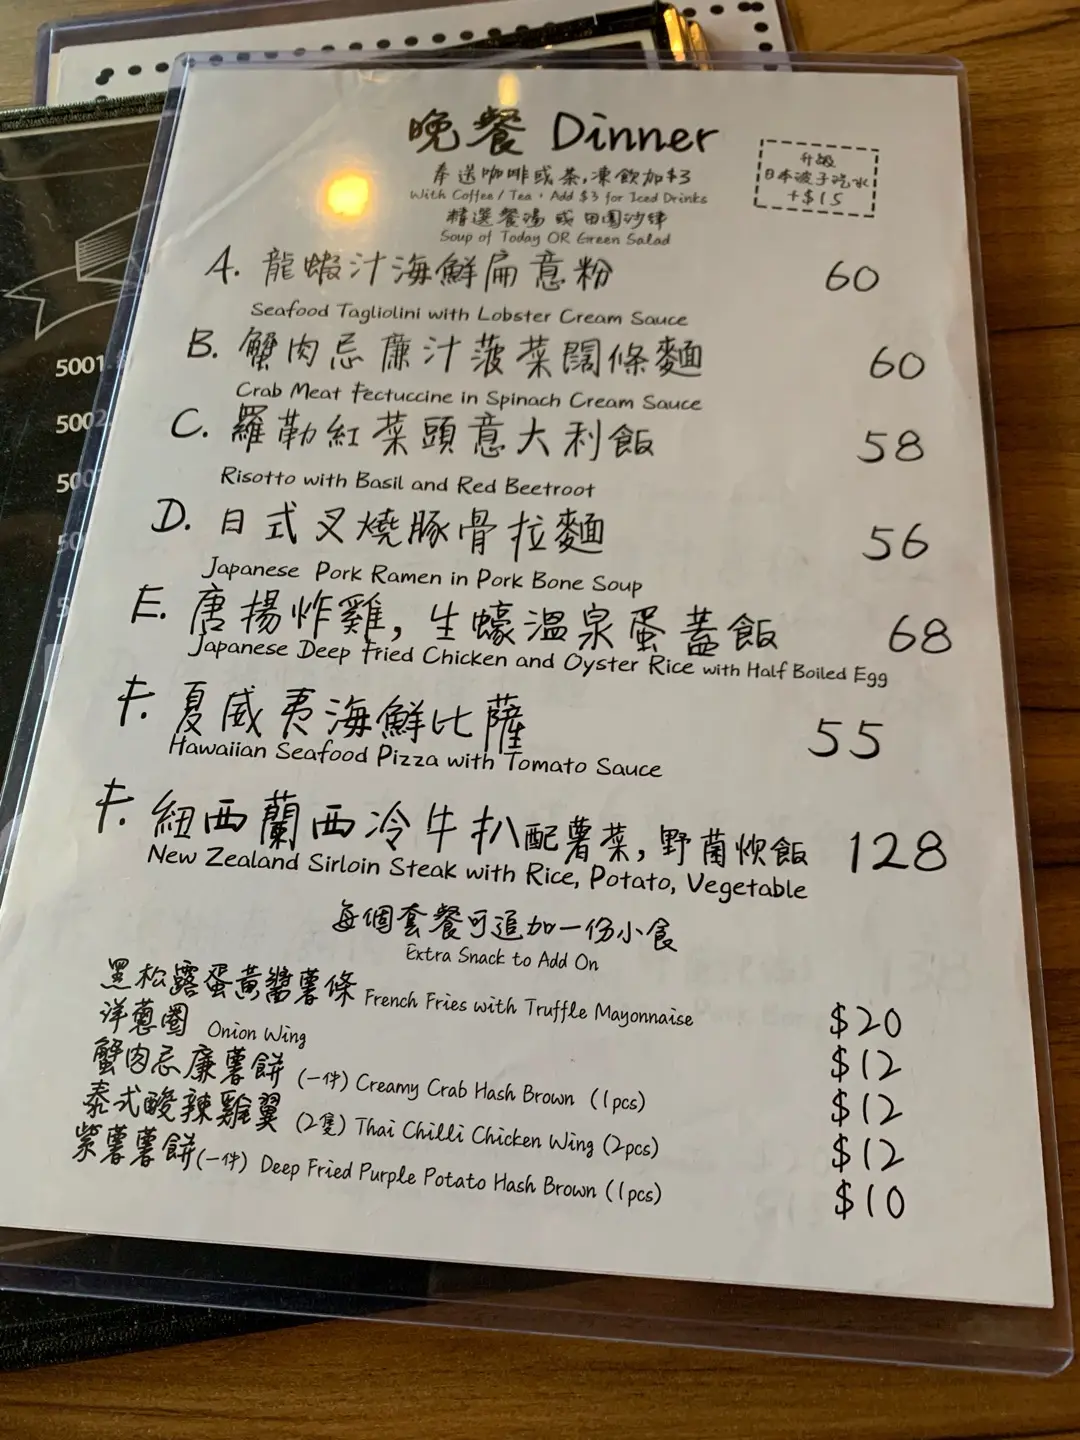 晚餐 Dinner
奉送咖啡或茶,凍飲加$3
With Coffee / Tea, Add $3 for Iced Drinks
精選餐湯 或 田園沙律
Soup of Today OR Green Salad
升級
日本波子汽水
+$15
A. 龍蝦汁海鮮扁意粉 60
Seafood Tagliolini with Lobster Cream Sauce
B. 蟹肉忌廉汁菠菜闊條麵 60
Crab Meat Fectuccine in Spinach Cream Sauce
C. 羅勒紅菜頭意大利飯 58
Risotto with Basil and Red Beetroot
D. 日式叉燒豚骨拉麵 56
Japanese Pork Ramen in Pork Bone Soup
E. 唐揚炸雞, 生蠔溫泉蛋蓋飯 68
Japanese Deep Fried Chicken and Oyster Rice with Half Boiled Egg
F. 夏威夷海鮮比薩 55
Hawaiian Seafood Pizza with Tomato Sauce
F. 紐西蘭西冷牛扒配薯菜, 野菌炊飯 128
New Zealand Sirloin Steak with Rice, Potato, Vegetable
每個套餐可追加一份小食
Extra Snack to Add On
黑松露蛋黃醬薯條 French Fries with Truffle Mayonnaise $20
洋蔥圈 Onion Wing $12
蟹肉忌廉薯餅 (一件) Creamy Crab Hash Brown (1pcs) $12
泰式酸辣雞翼 (2隻) Thai Chilli Chicken Wing (2pcs) $12
紫薯薯餅(一件) Deep Fried Purple Potato Hash Brown (1pcs) $10
5001
5002